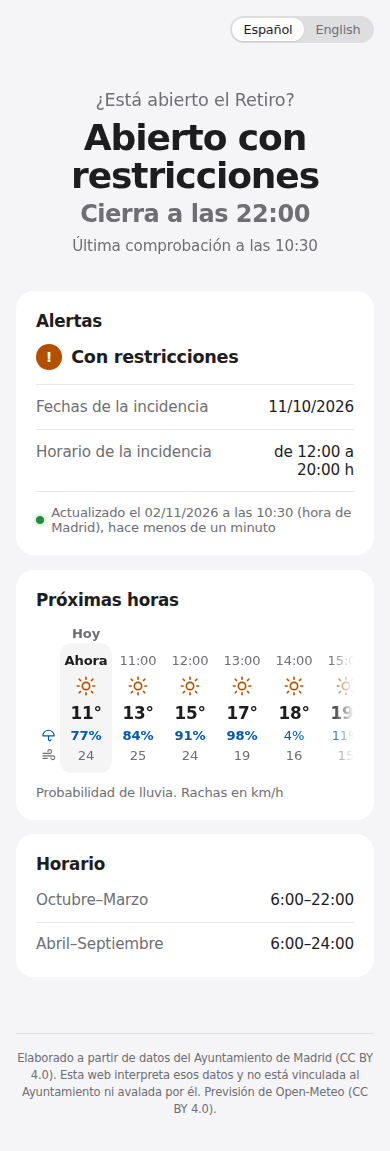 Español English
¿Está abierto el Retiro?
Abierto con
restricciones
Cierra a las 22:00
Última comprobación a las 10:30
Alertas
! Con restricciones
Fechas de la incidencia 11/10/2026
Horario de la incidencia de 12:00 a
20:00 h
Actualizado el 02/11/2026 a las 10:30 (hora de
Madrid), hace menos de un minuto
Próximas horas
Hoy
Ahora 11:00 12:00 13:00 14:00
11° 13° 15° 17° 18°
77% 84% 91% 98% 4% 11%
24 25 24 19 16 15
Probabilidad de lluvia. Rachas en km/h
Horario
Octubre–Marzo 6:00–22:00
Abril–Septiembre 6:00–24:00
Elaborado a partir de datos del Ayuntamiento de Madrid (CC BY
4.0). Esta web interpreta esos datos y no está vinculada al
Ayuntamiento ni avalada por él. Previsión de Open-Meteo (CC
BY 4.0).